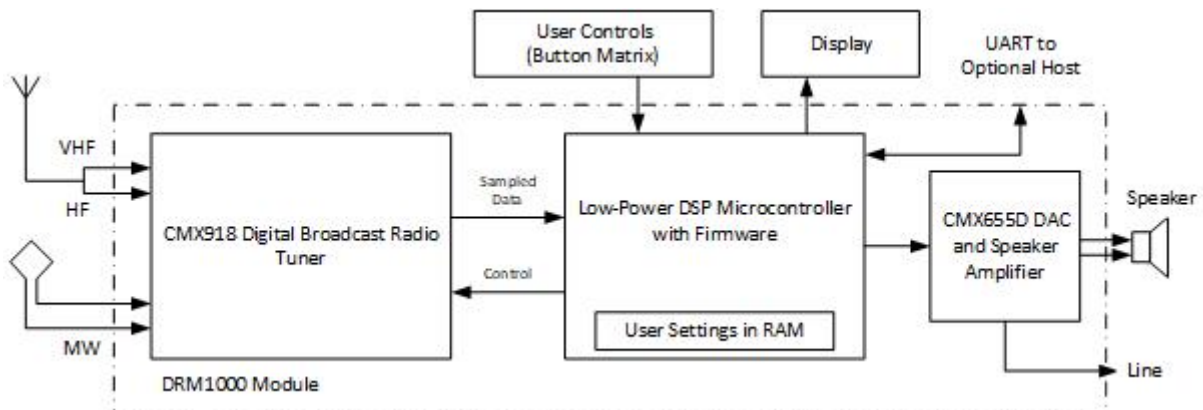 User Controls
(Button Matrix)
Display
UART to
Optional Host
VHF
HF
MW
CMX918 Digital Broadcast Radio
Tuner
Sampled
Data
Control
Low-Power DSP Microcontroller
with Firmware
User Settings in RAM
CMX655D DAC
and Speaker
Amplifier
Speaker
Line
DRM1000 Module